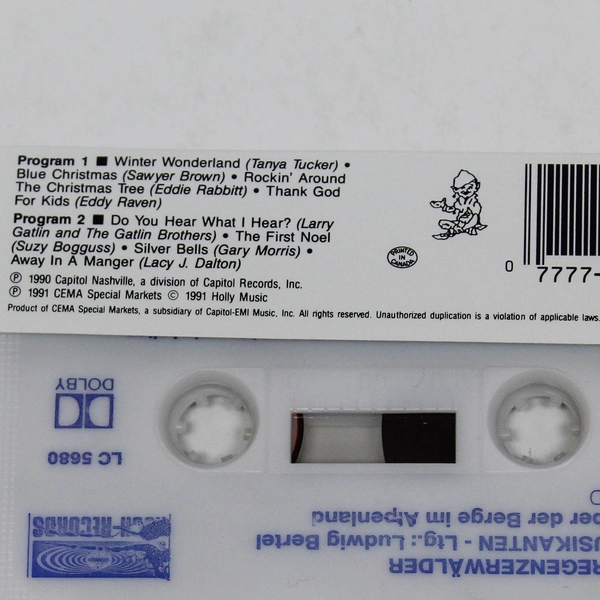 Program 1 ■ Winter Wonderland (Tanya Tucker) •
Blue Christmas (Sawyer Brown) • Rockin' Around
The Christmas Tree (Eddie Rabbitt) • Thank God
For Kids (Eddy Raven)
Program 2 ■ Do You Hear What I Hear? (Larry
Gatlin and The Gatlin Brothers) • The First Noel
(Suzy Bogguss) • Silver Bells (Gary Morris) •
Away In A Manger (Lacy J. Dalton)
℗ 1990 Capitol Nashville, a division of Capitol Records, Inc.
℗ 1991 CEMA Special Markets © 1991 Holly Music
Product of CEMA Special Markets, a subsidiary of Capitol-EMI Music, Inc. All rights reserved. Unauthorized duplication is a violation of applicable laws.
PRINTED IN CANADA
0 7777-
REGENZERWÄLDER
USIKANTEN - Ltg.: Ludwig Bertel
ber der Berge im Alpenland
-RECORDS
LC 5680
DOLBY